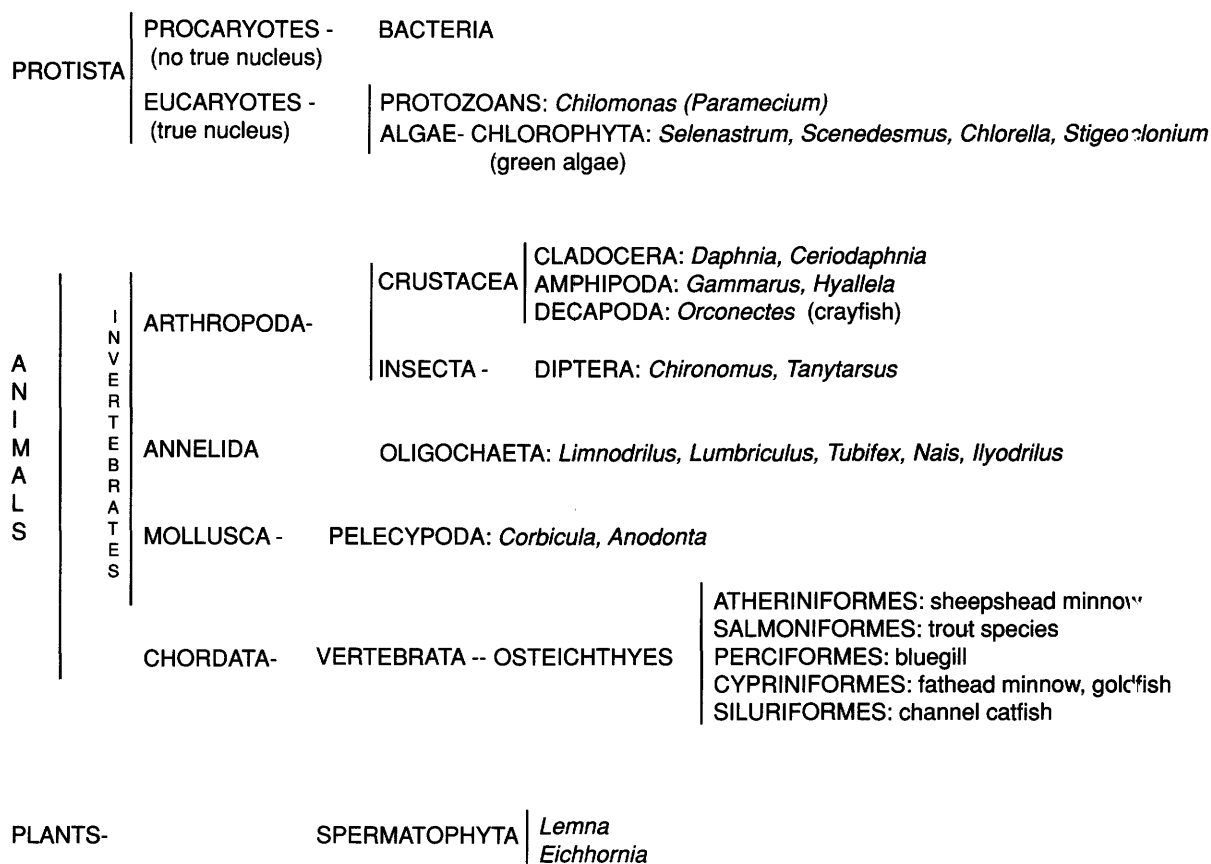 PROCARYOTES - BACTERIA
(no true nucleus)
PROTISTA
EUCARYOTES - PROTOZOANS: Chilomonas (Paramecium)
(true nucleus) ALGAE- CHLOROPHYTA: Selenastrum, Scenedesmus, Chlorella, Stigeoclonium
(green algae)
ANIMALS
INVERTEBRATES
ARTHROPODA-
CRUSTACEA
CLADOCERA: Daphnia, Ceriodaphnia
AMPHIPODA: Gammarus, Hyallela
DECAPODA: Orconectes (crayfish)
INSECTA - DIPTERA: Chironomus, Tanytarsus
ANNELIDA OLIGOCHAETA: Limnodrilus, Lumbriculus, Tubifex, Nais, Ilyodrilus
MOLLUSCA - PELECYPODA: Corbicula, Anodonta
CHORDATA- VERTEBRATA -- OSTEICHTHYES
ATHERINIFORMES: sheepshead minnow
SALMONIFORMES: trout species
PERCIFORMES: bluegill
CYPRINIFORMES: fathead minnow, goldfish
SILURIFORMES: channel catfish
PLANTS- SPERMATOPHYTA Lemna
Eichhornia